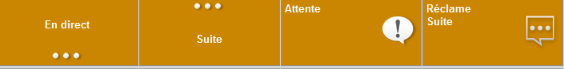 En direct
Suite
Attente
Réclame
Suite